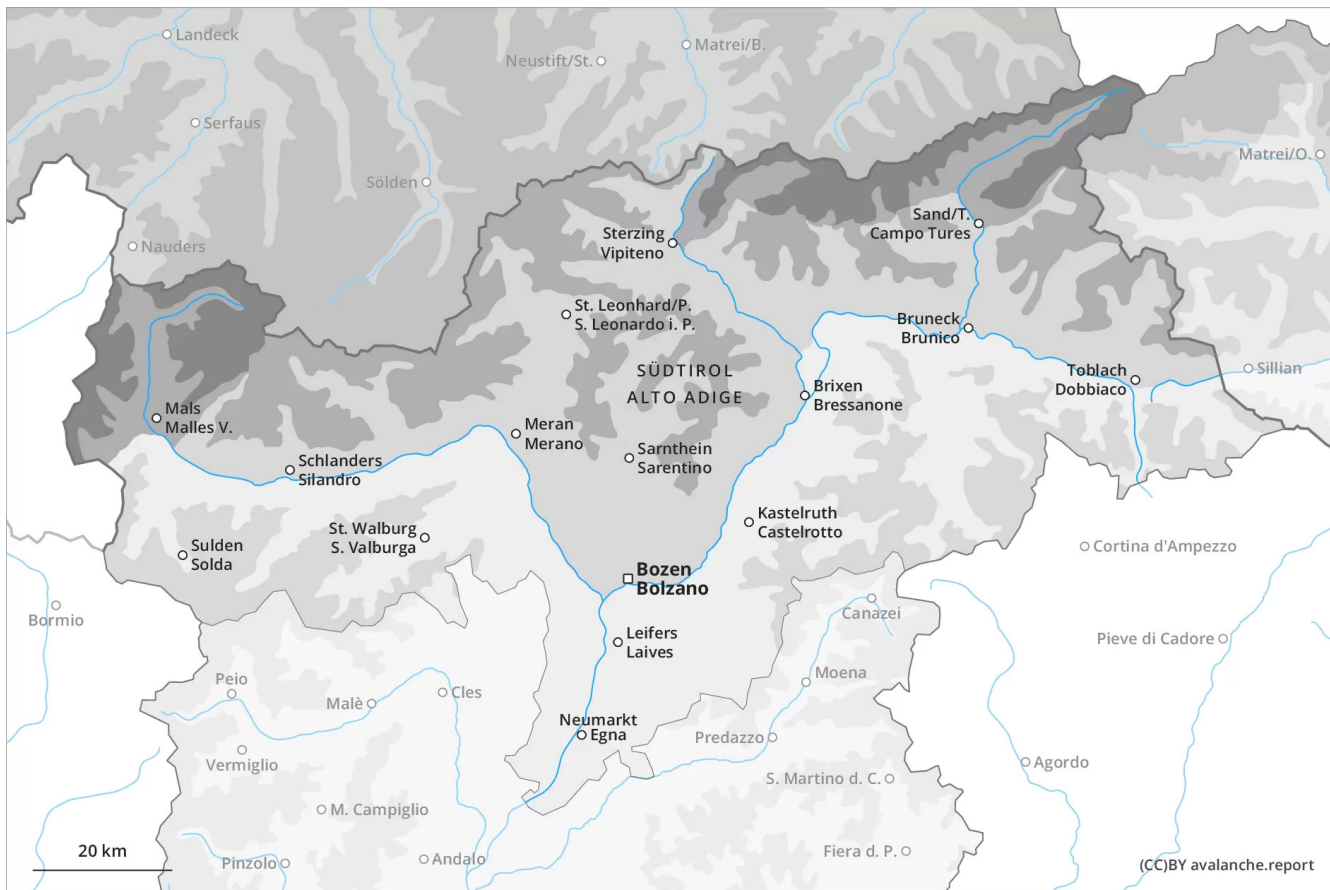 Landeck
Matrei/B.
Neustift/St.
Serfaus
Matrei/O.
Sölden
Sand/T.
Campo Tures
Sterzing
Vipiteno
Nauders
St. Leonhard/P.
S. Leonardo i. P.
Bruneck
Brunico
SÜDTIROL
ALTO ADIGE
Toblach
Dobbiaco
Sillian
Brixen
Bressanone
Mals
Malles V.
Meran
Merano
Schlanders
Silandro
Sarnthein
Sarentino
Kastelruth
Castelrotto
St. Walburg
S. Valburga
Sulden
Solda
Cortina d'Ampezzo
Bozen
Bolzano
Bormio
Canazei
Leifers
Laives
Pieve di Cadore
Peio
Moena
Malè
Cles
Neumarkt
Egna
Predazzo
Vermiglio
Agordo
S. Martino d. C.
M. Campiglio
20 km
Pinzolo
Andalo
Fiera d. P.
(CC)BY avalanche.report